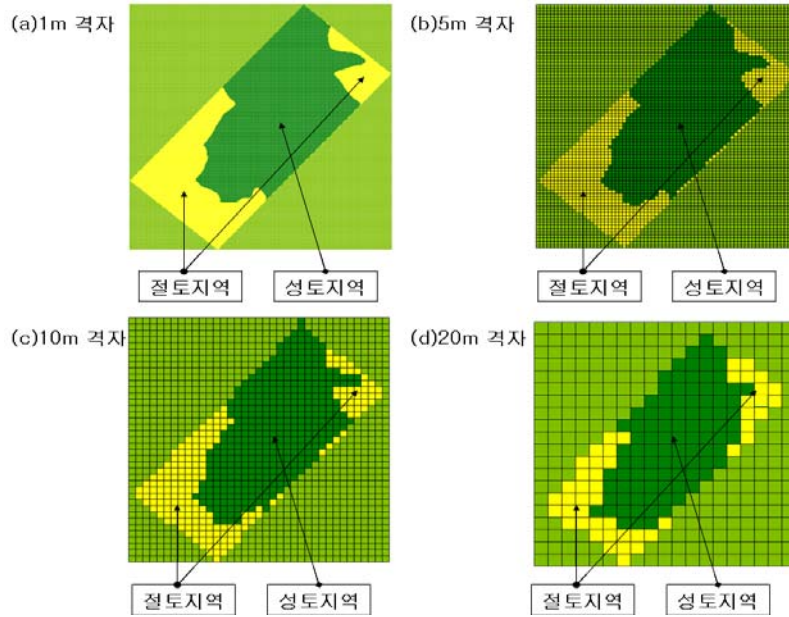 (a)1m 격자
(b)5m 격자
절토지역
성토지역
절토지역
성토지역
(c)10m 격자
(d)20m 격자
절토지역
성토지역
절토지역
성토지역